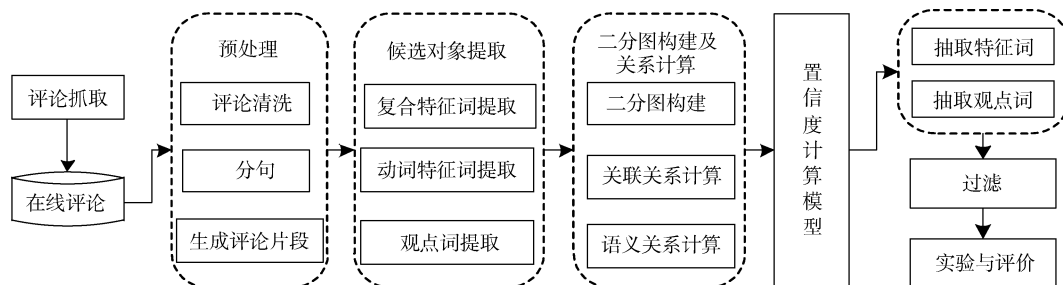 评论抓取
在线评论
预处理
评论清洗
分句
生成评论片段
候选对象提取
复合特征词提取
动词特征词提取
观点词提取
二分图构建及
关系计算
二分图构建
关联关系计算
语义关系计算
置信度计算模型
抽取特征词
抽取观点词
过滤
实验与评价